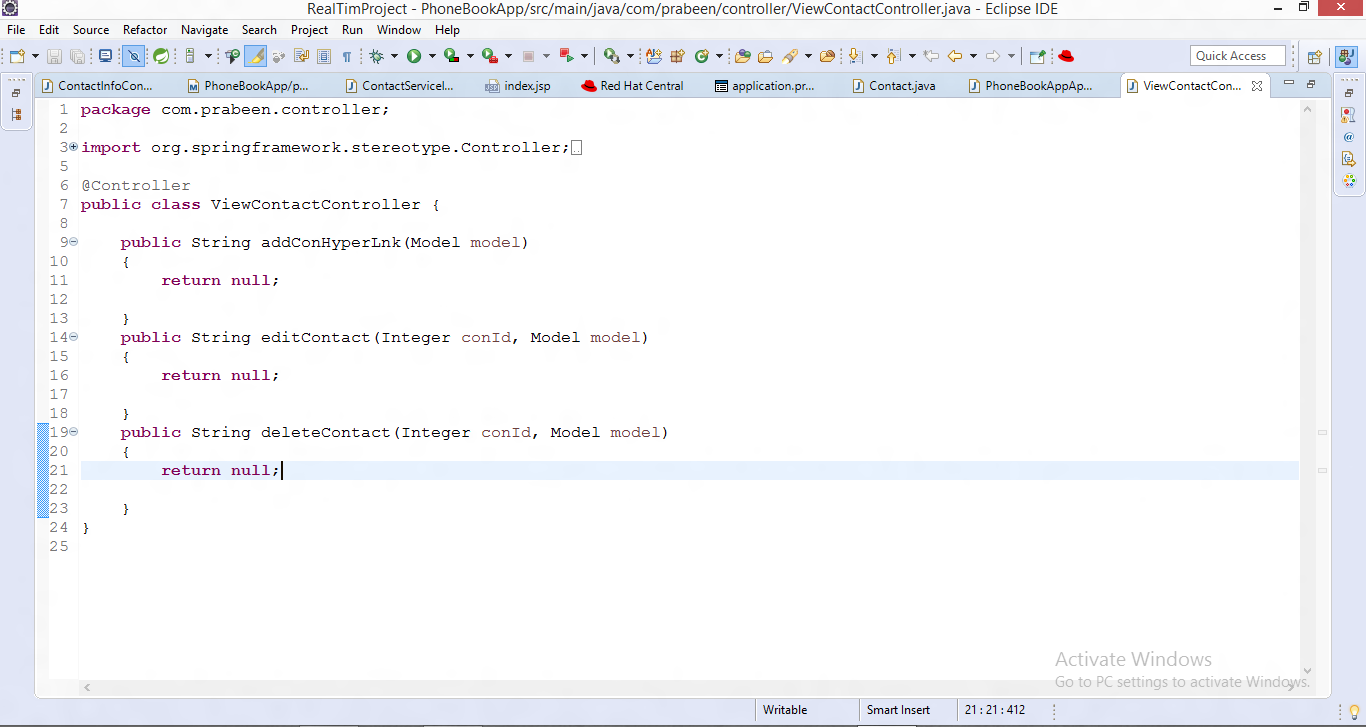 RealTimProject - PhoneBookApp/src/main/java/com/prabeen/controller/ViewContactController.java - Eclipse IDE
File Edit Source Refactor Navigate Search Project Run Window Help
Quick Access
ContactInfoCon... PhoneBookApp/p... ContactServiceI... index.jsp Red Hat Central application.pr... Contact.java PhoneBookAppAp... ViewContactCon...
1 package com.prabeen.controller;
2
3 import org.springframework.stereotype.Controller;
5
6 @Controller
7 public class ViewContactController {
8
9 public String addConHyperLnk(Model model)
10 {
11 return null;
12
13 }
14 public String editContact(Integer conId, Model model)
15 {
16 return null;
17
18 }
19 public String deleteContact(Integer conId, Model model)
20 {
21 return null;
22
23 }
24 }
25
Activate Windows
Go to PC settings to activate Windows.
Writable Smart Insert 21 : 21 : 412